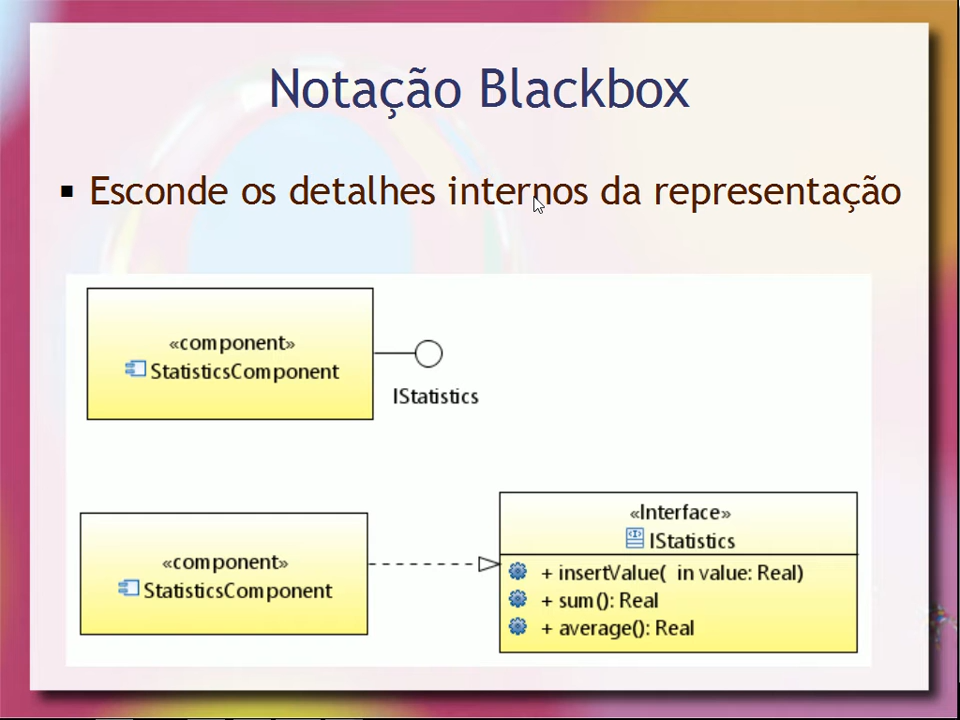 Notação Blackbox
▪ Esconde os detalhes internos da representação
«component»
StatisticsComponent
IStatistics
«component»
StatisticsComponent
«Interface»
IStatistics
+ insertValue( in value: Real)
+ sum(): Real
+ average(): Real